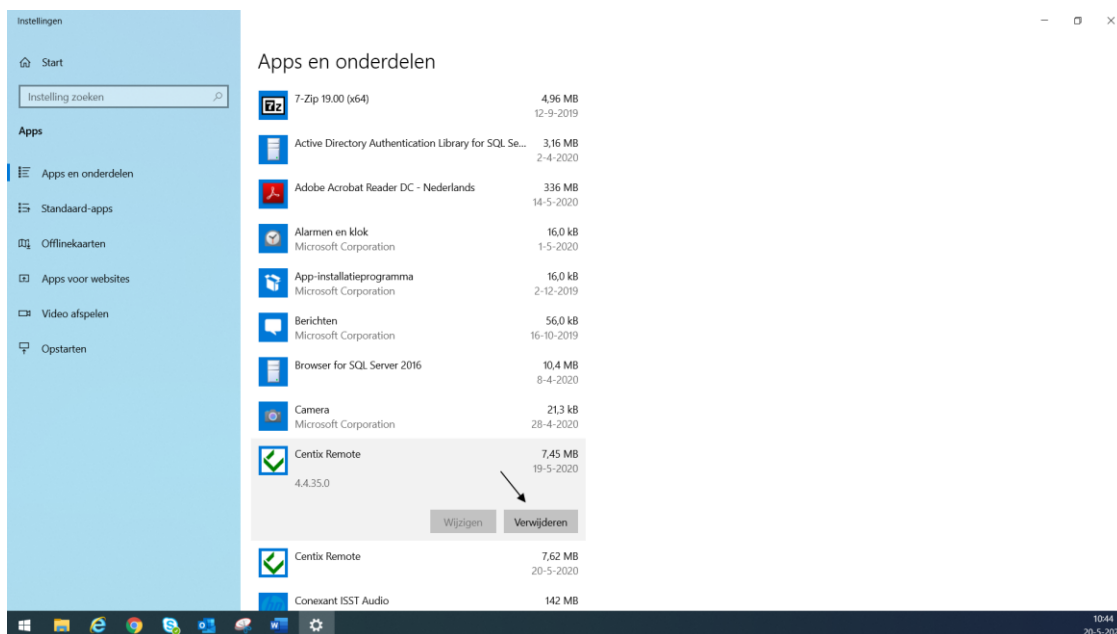 Instellingen
Start
Instelling zoeken
Apps
Apps en onderdelen
Standaard-apps
Offlinekaarten
Apps voor websites
Video afspelen
Opstarten
Apps en onderdelen
7-Zip 19.00 (x64) 4,96 MB
12-9-2019
Active Directory Authentication Library for SQL Se... 3,16 MB
2-4-2020
Adobe Acrobat Reader DC - Nederlands 336 MB
14-5-2020
Alarmen en klok 16,0 kB
Microsoft Corporation 1-5-2020
App-installatieprogramma 16,0 kB
Microsoft Corporation 2-12-2019
Berichten 56,0 kB
Microsoft Corporation 16-10-2019
Browser for SQL Server 2016 10,4 MB
8-4-2020
Camera 21,3 kB
Microsoft Corporation 28-4-2020
Centix Remote 7,45 MB
19-5-2020
4.4.35.0
Wijzigen Verwijderen
Centix Remote 7,62 MB
20-5-2020
Conexant ISST Audio 142 MB
10:44
20-5-202